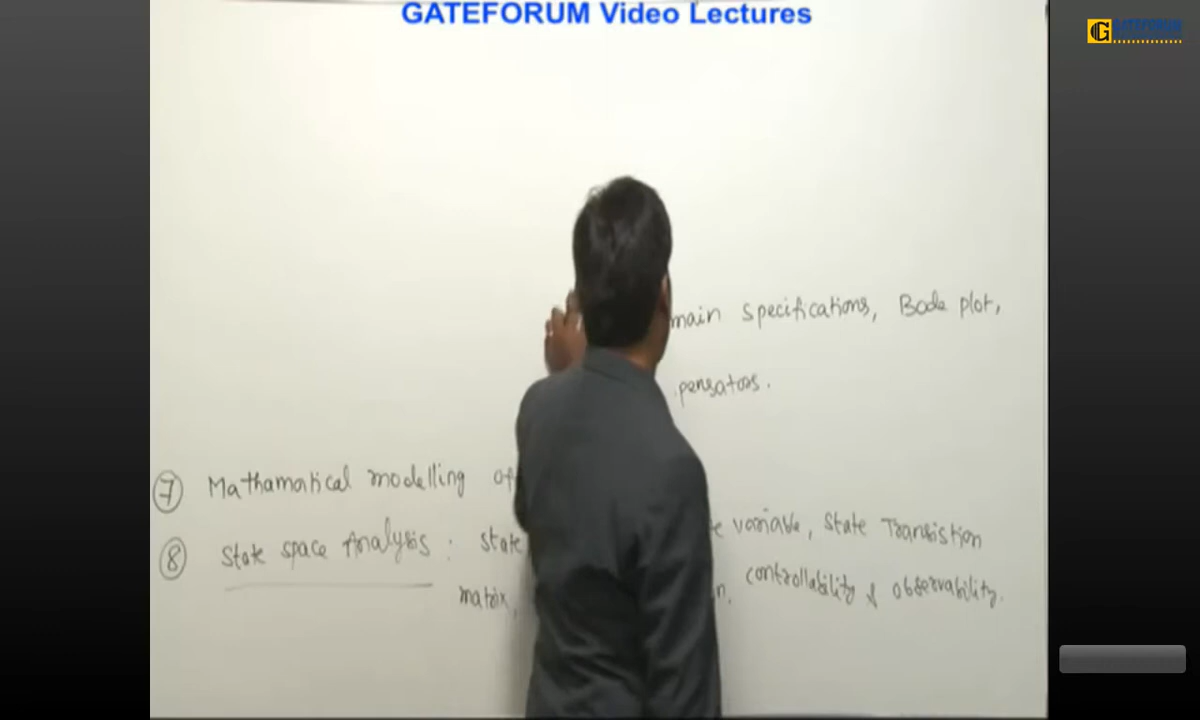 GATEFORUM Video Lectures
G GATEFORUM
main specifications, Bode plot,
pensators.
7 Mathamatical modelling of
8 State space Analysis : state variable, State Transistion
matrix, n. controllability & observability.